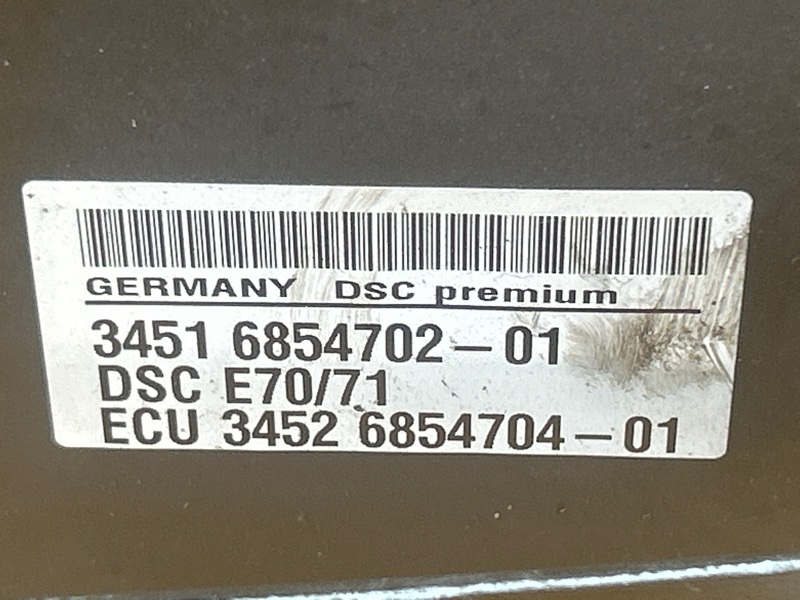 GERMANY DSC premium
3451 6854702-01
DSC E70/71
ECU 3452 6854704-01